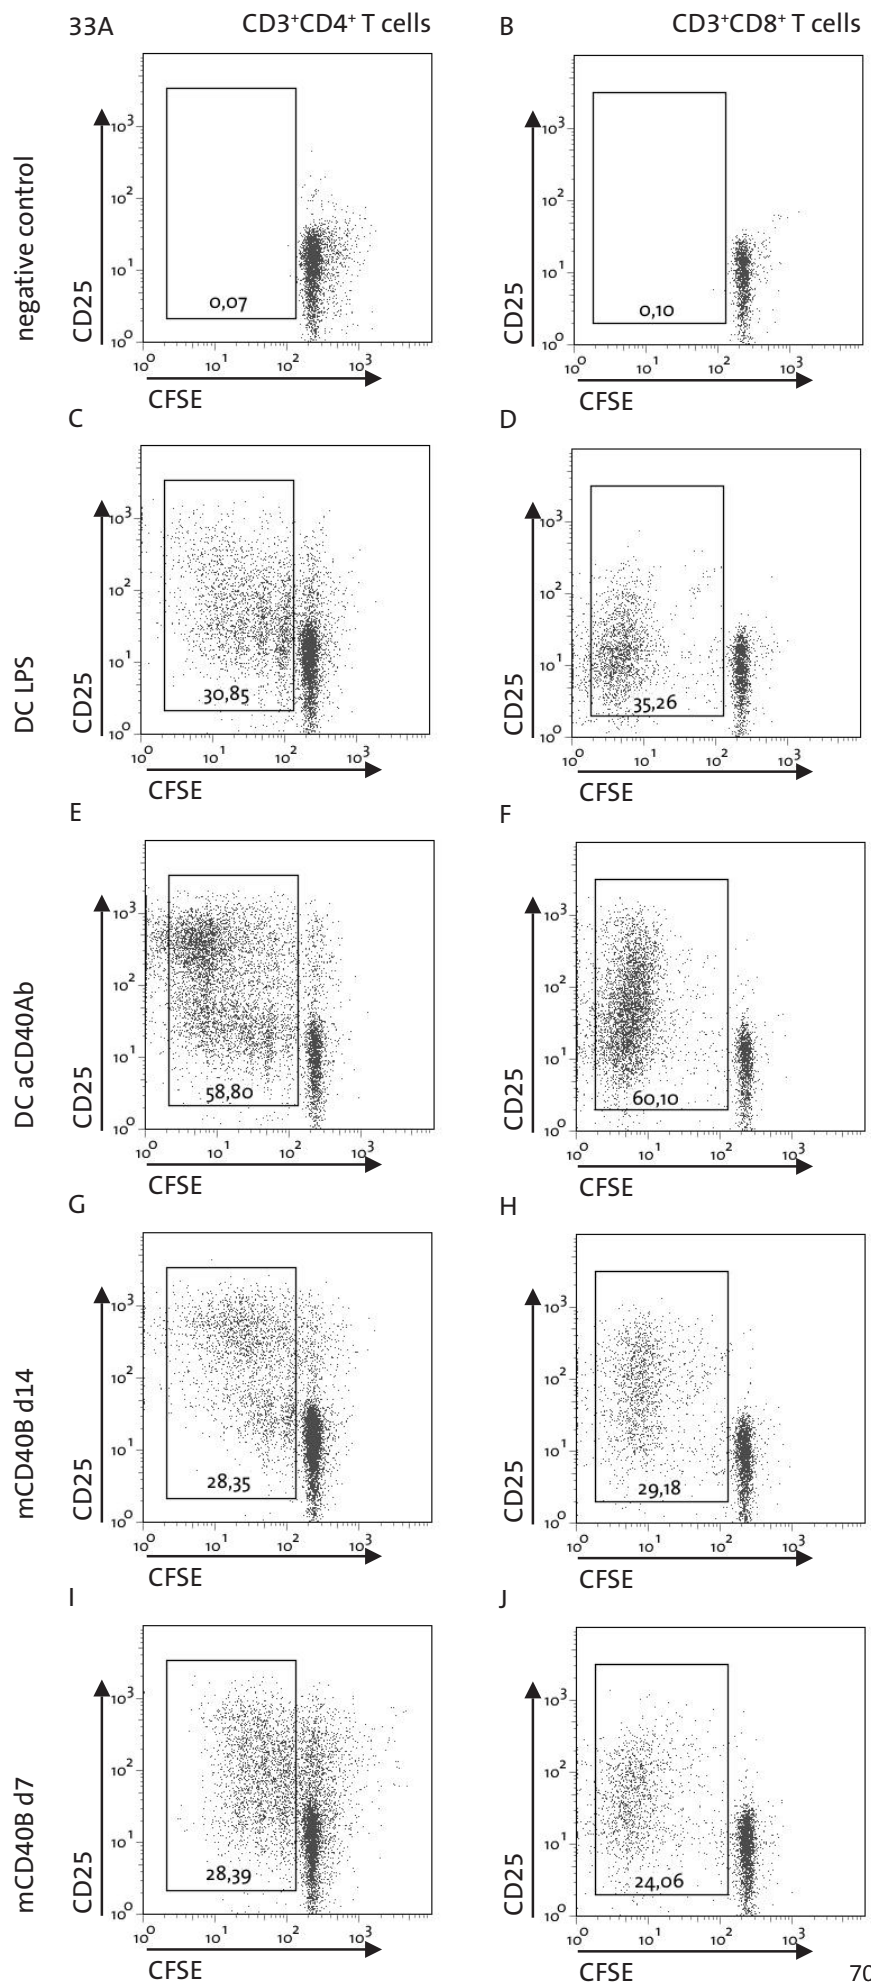 33A CD3⁺CD4⁺ T cells B CD3⁺CD8⁺ T cells
negative control
CD25 10³ 10² 10¹ 10⁰ 0,07 CD25 10³ 10² 10¹ 10⁰ 0,10
10⁰ 10¹ 10² 10³ 10⁰ 10¹ 10² 10³
CFSE CFSE
C D
DC LPS
CD25 10³ 10² 10¹ 10⁰ 30,85 CD25 10³ 10² 10¹ 10⁰ 35,26
10⁰ 10¹ 10² 10³ 10⁰ 10¹ 10² 10³
CFSE CFSE
E F
DC aCD40Ab
CD25 10³ 10² 10¹ 10⁰ 58,80 CD25 10³ 10² 10¹ 10⁰ 60,10
10⁰ 10¹ 10² 10³ 10⁰ 10¹ 10² 10³
CFSE CFSE
G H
mCD40B d14
CD25 10³ 10² 10¹ 10⁰ 28,35 CD25 10³ 10² 10¹ 10⁰ 29,18
10⁰ 10¹ 10² 10³ 10⁰ 10¹ 10² 10³
CFSE CFSE
I J
mCD40B d7
CD25 10³ 10² 10¹ 10⁰ 28,39 CD25 10³ 10² 10¹ 10⁰ 24,06
10⁰ 10¹ 10² 10³ 10⁰ 10¹ 10² 10³
CFSE CFSE 70